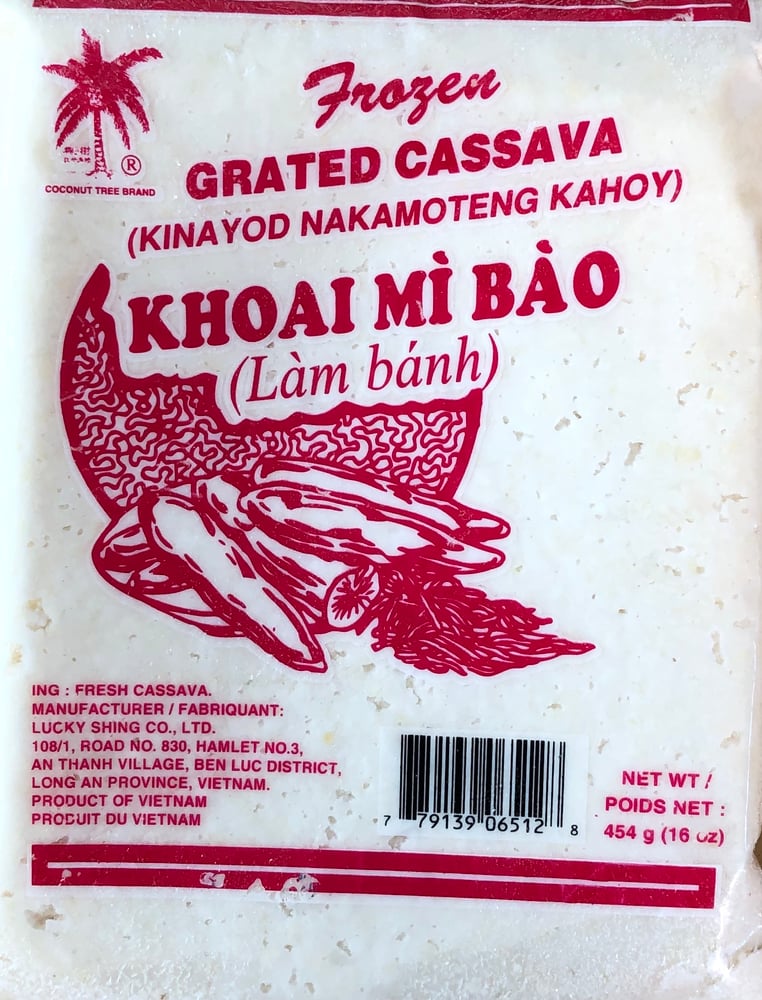 Frozen
GRATED CASSAVA
(KINAYOD NAKAMOTENG KAHOY)
®
COCONUT TREE BRAND
KHOAI MÌ BÀO
(Làm bánh)
ING : FRESH CASSAVA.
MANUFACTURER / FABRIQUANT:
LUCKY SHING CO., LTD.
108/1, ROAD NO. 830, HAMLET NO.3,
AN THANH VILLAGE, BEN LUC DISTRICT,
LONG AN PROVINCE, VIETNAM.
PRODUCT OF VIETNAM
PRODUIT DU VIETNAM
7 79139 06512 8
NET WT /
POIDS NET :
454 g (16 oz)